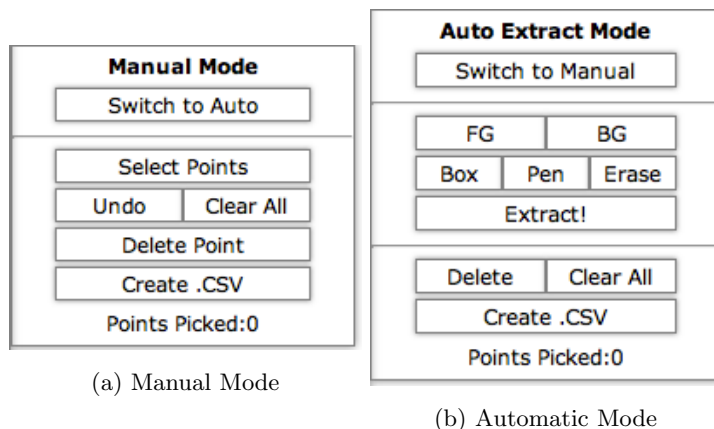 Manual Mode
Switch to Auto
Select Points
Undo Clear All
Delete Point
Create .CSV
Points Picked:0
(a) Manual Mode
Auto Extract Mode
Switch to Manual
FG BG
Box Pen Erase
Extract!
Delete Clear All
Create .CSV
Points Picked:0
(b) Automatic Mode